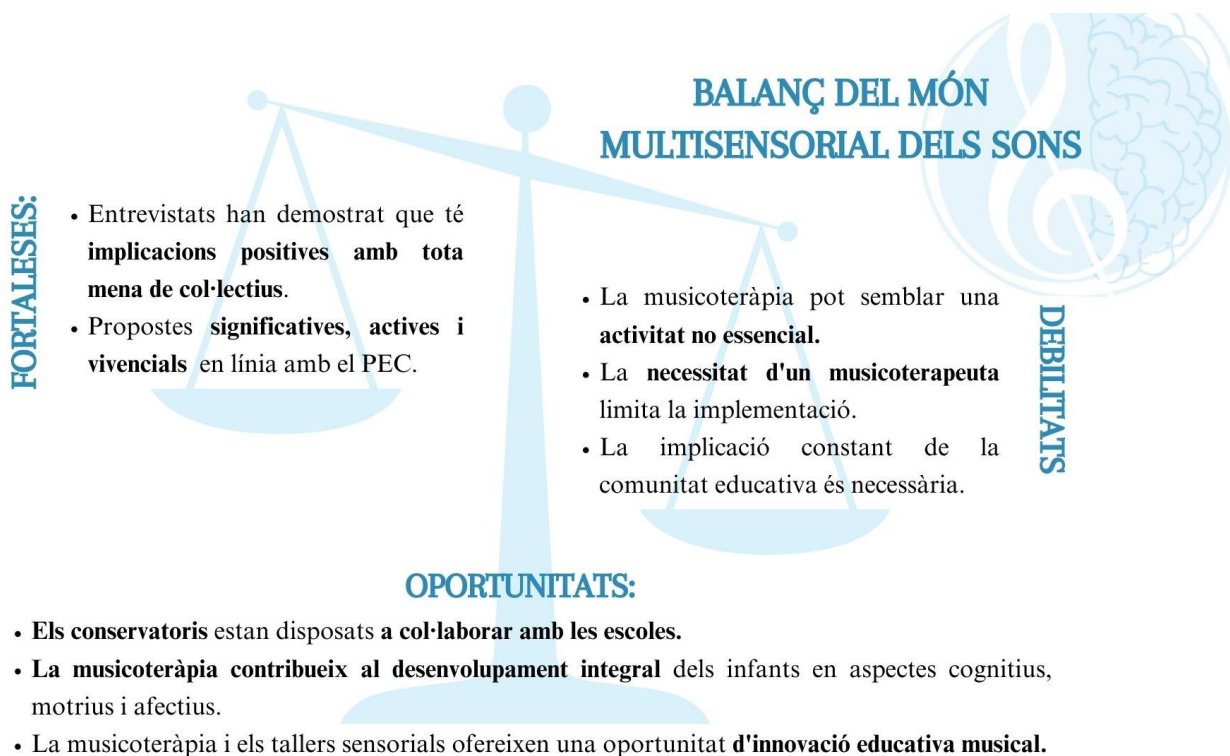 BALANÇ DEL MÓN
MULTISENSORIAL DELS SONS
FORTALESES:
• Entrevistats han demostrat que té
implicacions positives amb tota
mena de col·lectius.
• Propostes significatives, actives i
vivencials en línia amb el PEC.
DEBILITATS
• La musicoteràpia pot semblar una
activitat no essencial.
• La necessitat d'un musicoterapeuta
limita la implementació.
• La implicació constant de la
comunitat educativa és necessària.
OPORTUNITATS:
• Els conservatoris estan disposats a col·laborar amb les escoles.
• La musicoteràpia contribueix al desenvolupament integral dels infants en aspectes cognitius,
motrius i afectius.
• La musicoteràpia i els tallers sensorials ofereixen una oportunitat d'innovació educativa musical.